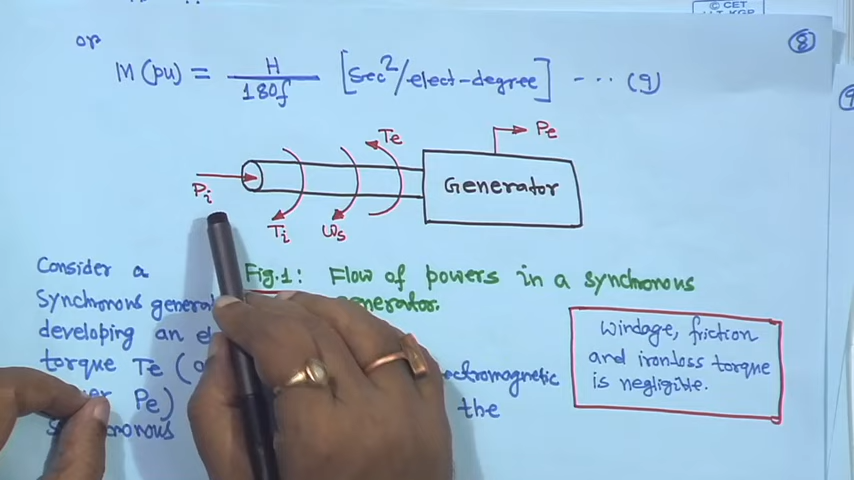 © CET
I.I.T. KGP
8
or
M (pu) = H / 180f [sec²/elect-degree] --- (9)
Te
Pe
Pi
Generator
Ti
ωs
Consider a
Fig.1: Flow of powers in a synchronous
Synchronous
generator.
developing an
torque Te
electromagnetic
Pe)
the
Windage, friction
and ironloss torque
is negligible.